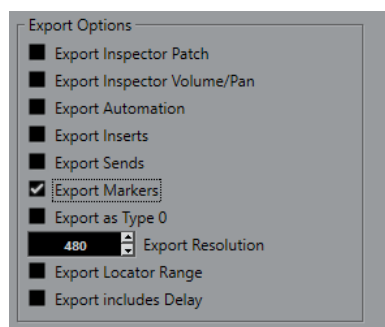 Export Options
Export Inspector Patch
Export Inspector Volume/Pan
Export Automation
Export Inserts
Export Sends
Export Markers
Export as Type 0
480 Export Resolution
Export Locator Range
Export includes Delay